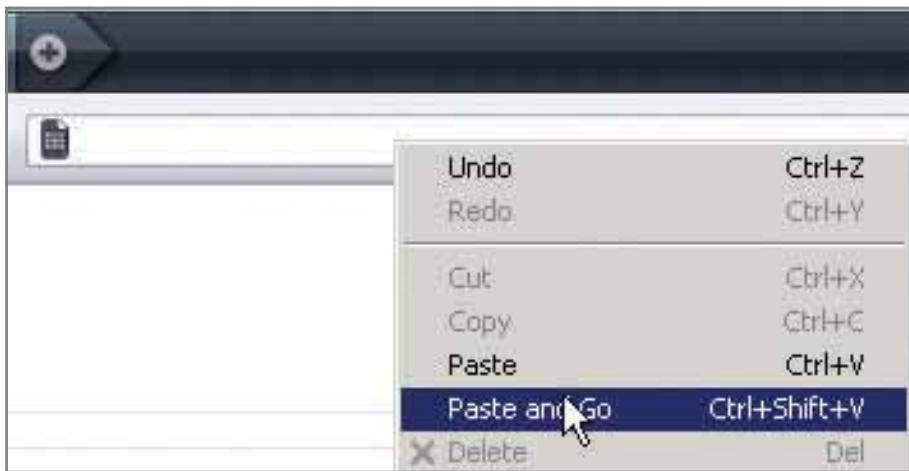 Undo Ctrl+Z
Redo Ctrl+Y
Cut Ctrl+X
Copy Ctrl+C
Paste Ctrl+V
Paste and Go Ctrl+Shift+V
Delete Del